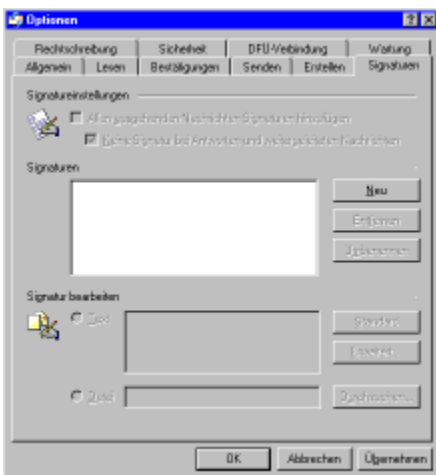 Optionen
Rechtschreibung Sicherheit DFÜ-Verbindung Wartung
Allgemein Lesen Bestätigungen Senden Erstellen Signaturen
Signatureinstellungen
Allen ausgehenden Nachrichten Signaturen hinzufügen
Keine Signatur bei Antworten und weitergeleiteten Nachrichten
Signaturen
Neu
Entfernen
Umbenennen
Signatur bearbeiten
Text
Standard
Erweitert...
Datei
Durchsuchen...
OK Abbrechen Übernehmen